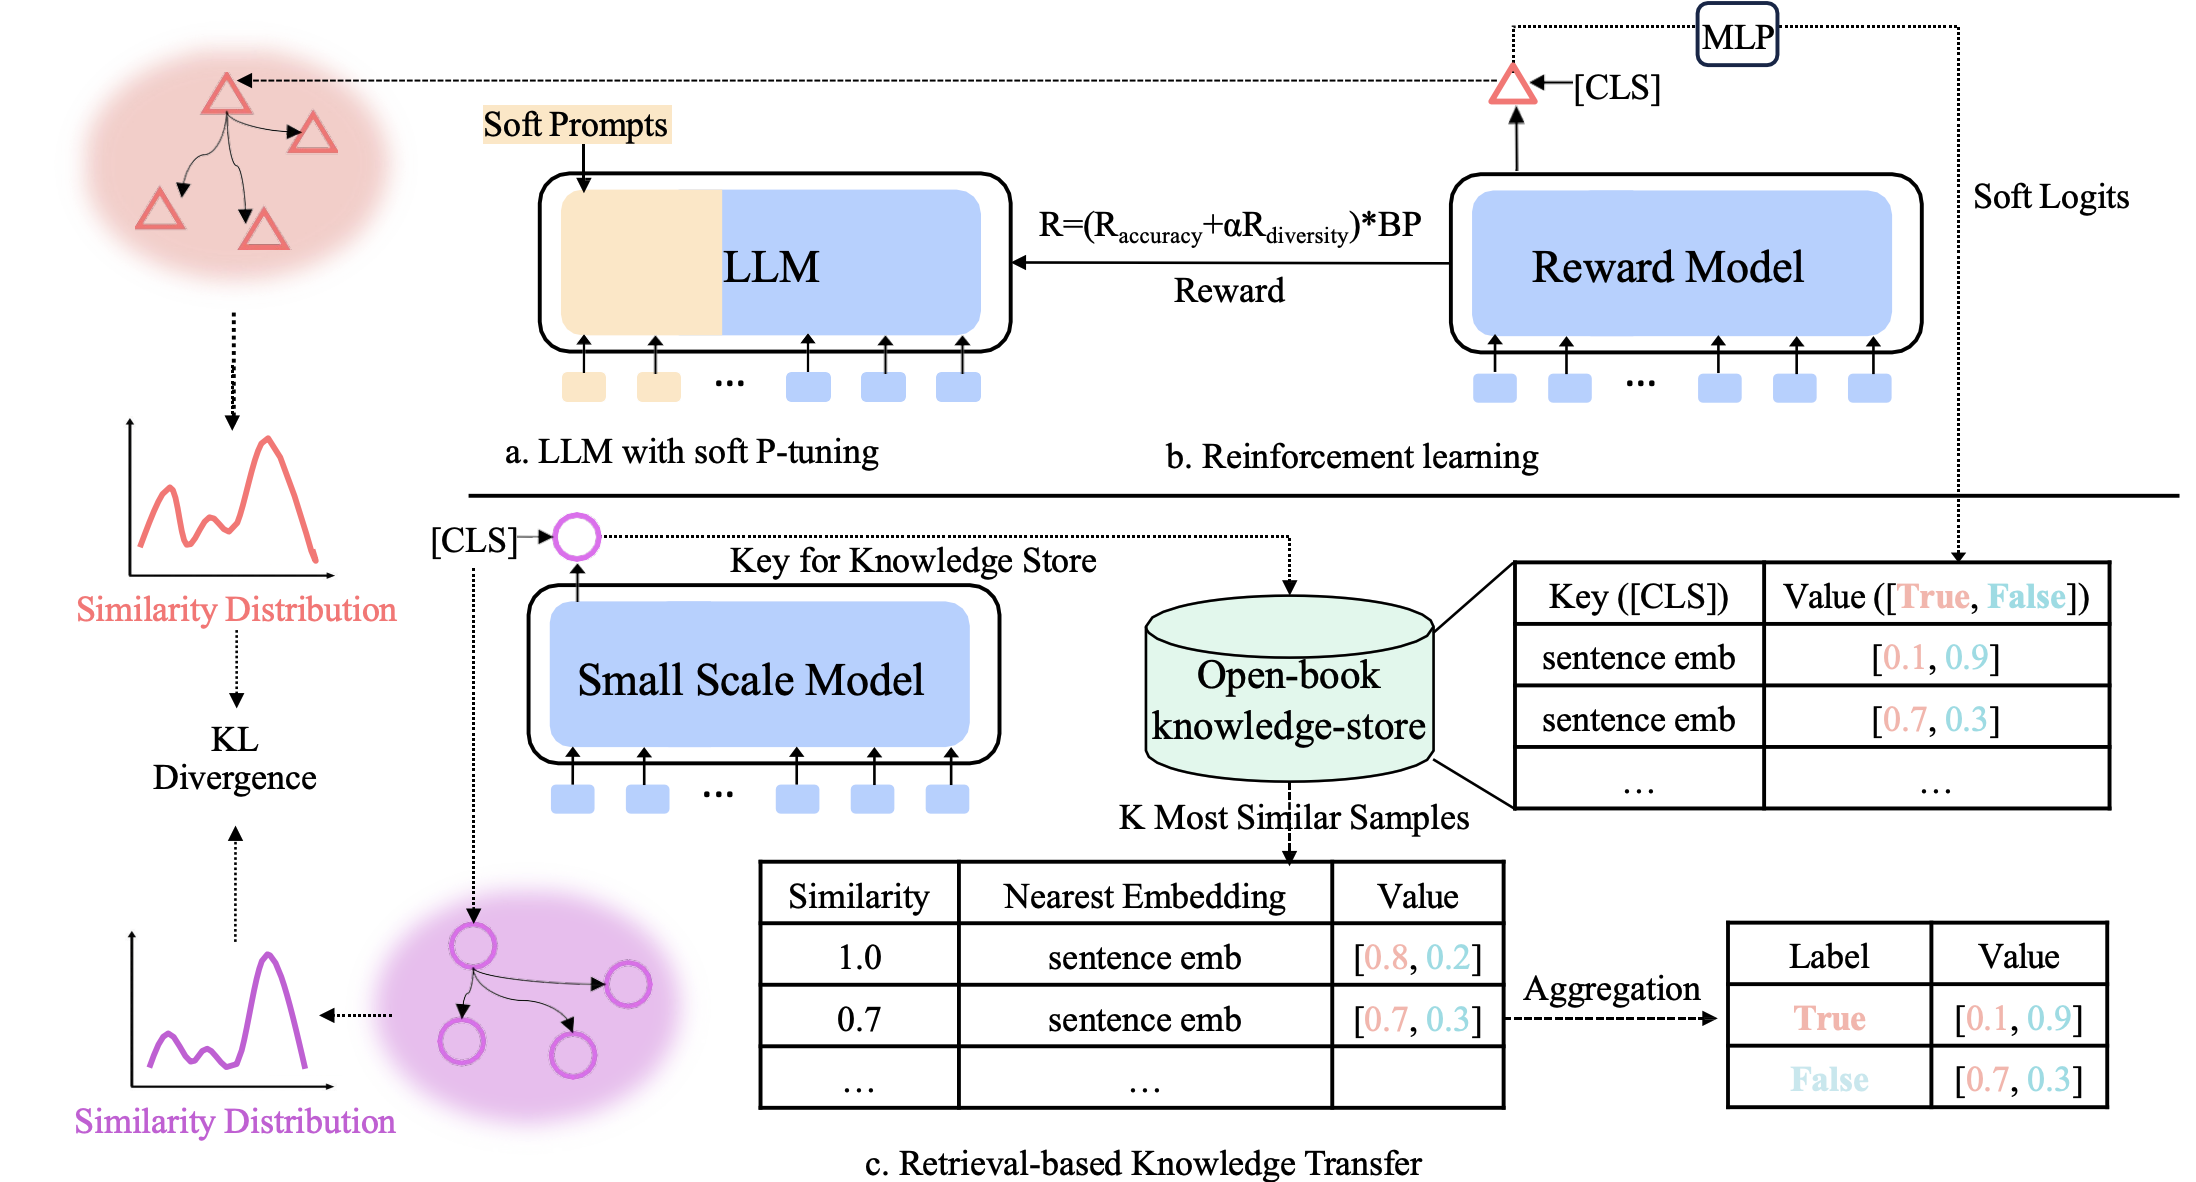 MLP
[CLS]
Soft Prompts
Soft Logits
R=(Raccuracy+αRdiversity)*BP
LLM
Reward Model
Reward
...
...
a. LLM with soft P-tuning
b. Reinforcement learning
[CLS]
Key for Knowledge Store
Similarity Distribution
Key ([CLS]) Value ([True, False])
sentence emb [0.1, 0.9]
sentence emb [0.7, 0.3]
... ...
Small Scale Model
Open-book
knowledge-store
KL
Divergence
...
K Most Similar Samples
Similarity Nearest Embedding Value
1.0 sentence emb [0.8, 0.2]
0.7 sentence emb [0.7, 0.3]
... ...
Aggregation
Label Value
True [0.1, 0.9]
False [0.7, 0.3]
Similarity Distribution
c. Retrieval-based Knowledge Transfer